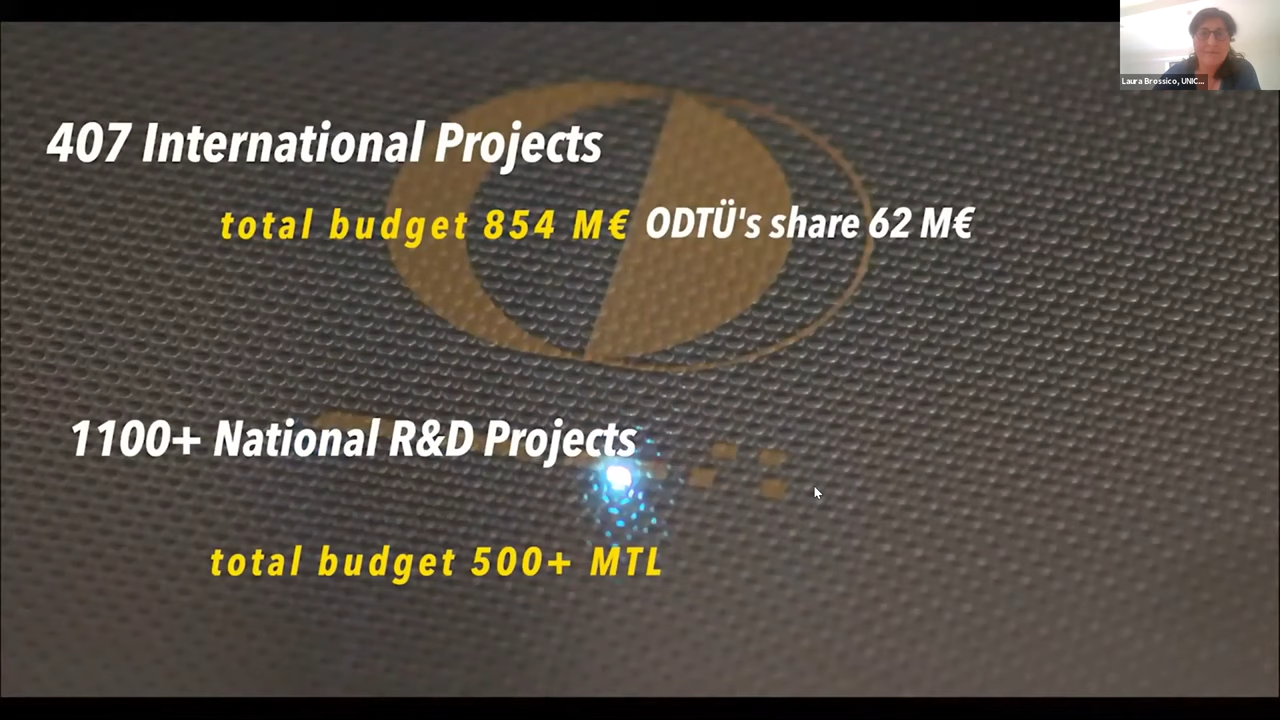 Laura Brossico, UNIC...
407 International Projects
total budget 854 M€ ODTÜ's share 62 M€
1100+ National R&D Projects
total budget 500+ MTL